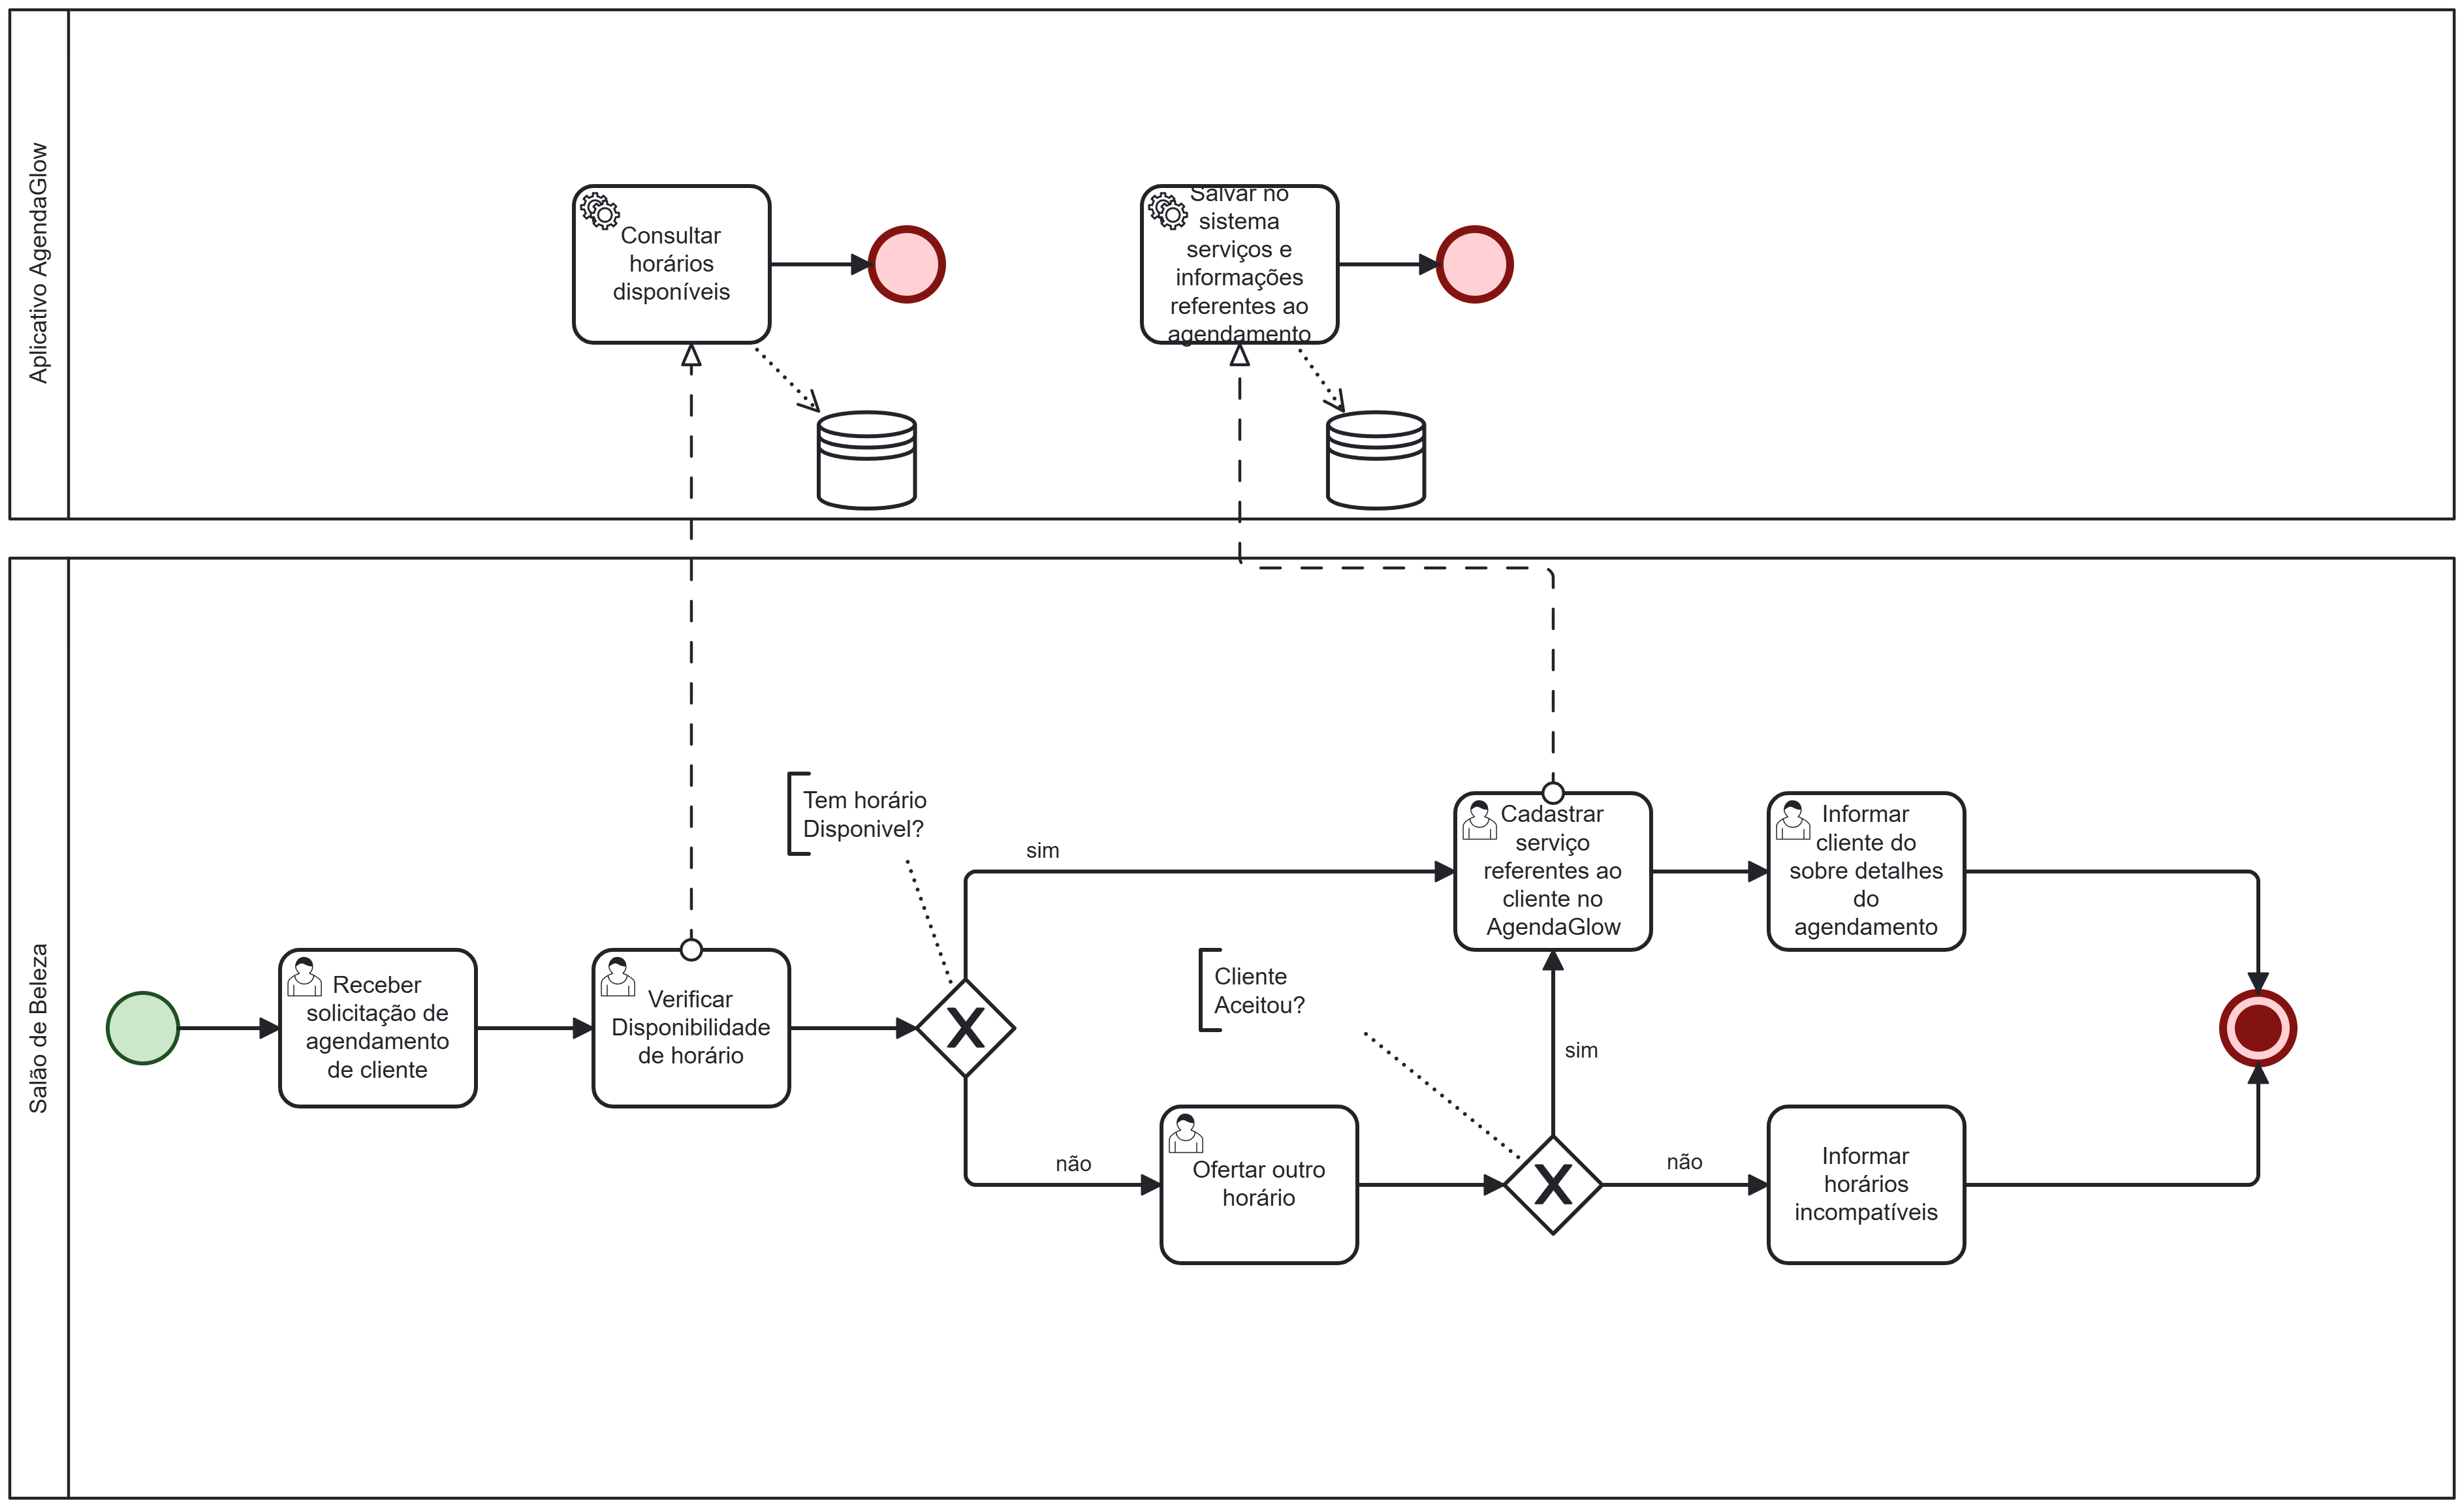 Aplicativo AgendaGlow
Consultar
horários
disponíveis
Salvar no
sistema
serviços e
informações
referentes ao
agendamento
Salão de Beleza
Receber
solicitação de
agendamento
de cliente
Verificar
Disponibilidade
de horário
Tem horário
Disponivel?
sim
não
Ofertar outro
horário
Cliente
Aceitou?
sim
não
Cadastrar
serviço
referentes ao
cliente no
AgendaGlow
Informar
cliente do
sobre detalhes
do
agendamento
Informar
horários
incompatíveis